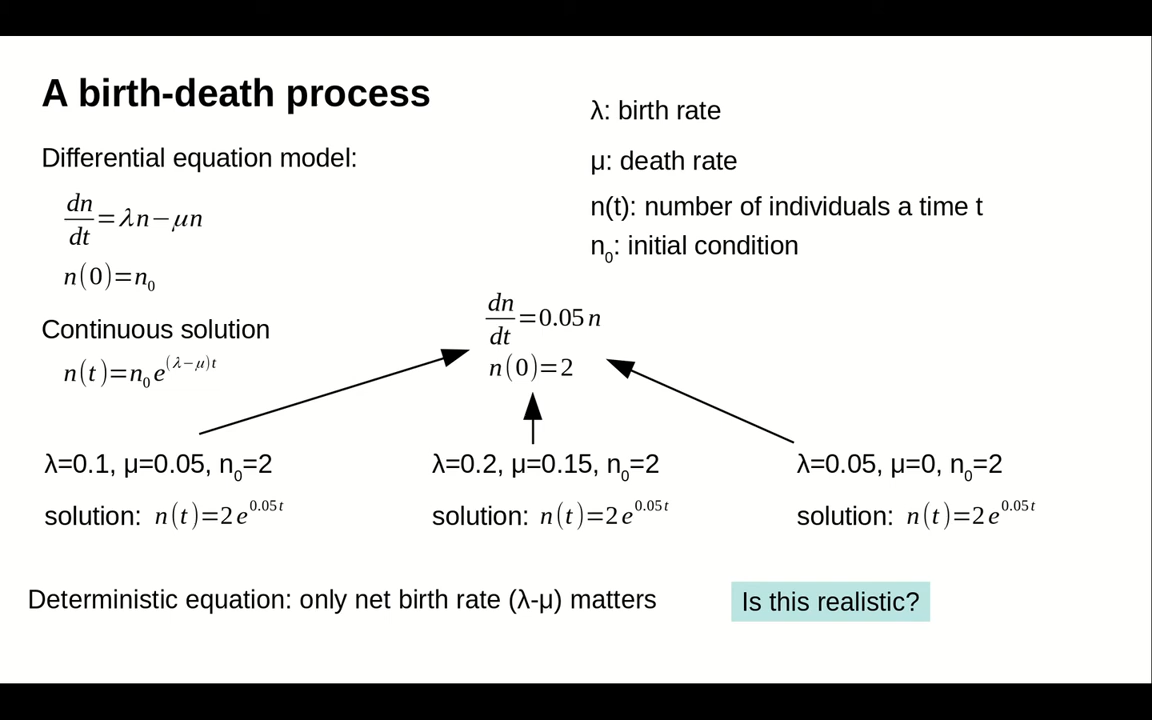 A birth-death process
Differential equation model:
dn/dt=λn−μn
n(0)=n₀
Continuous solution
n(t)=n₀e^(λ−μ)t
λ: birth rate
μ: death rate
n(t): number of individuals a time t
n₀: initial condition
dn/dt=0.05n
n(0)=2
λ=0.1, μ=0.05, n₀=2
solution: n(t)=2e^0.05t
λ=0.2, μ=0.15, n₀=2
solution: n(t)=2e^0.05t
λ=0.05, μ=0, n₀=2
solution: n(t)=2e^0.05t
Deterministic equation: only net birth rate (λ-μ) matters
Is this realistic?